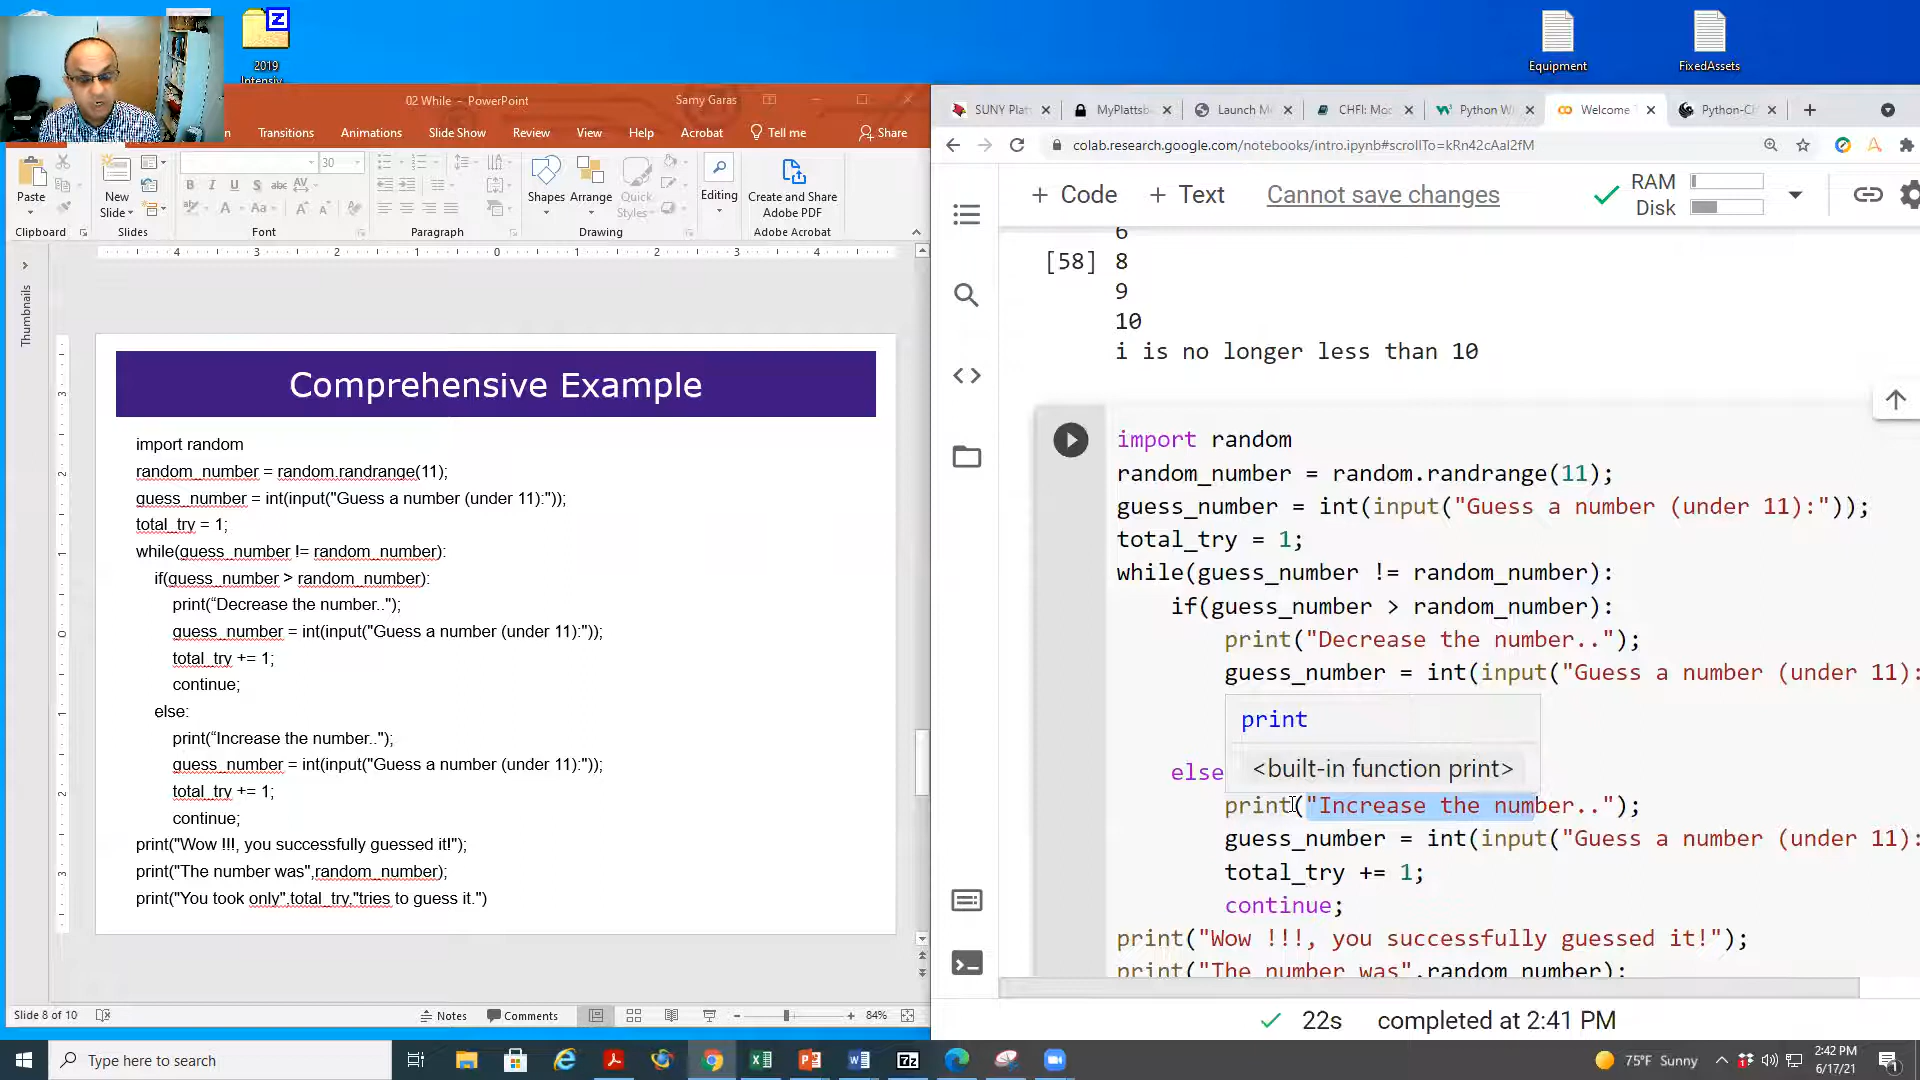 2019
Intensiv...
Equipment
FixedAssets
02 While - PowerPoint
Samy Garas
Transitions
Animations
Slide Show
Review
View
Help
Acrobat
Tell me
Share
Paste
New
Slide
30
Shapes
Arrange
Quick
Styles
Editing
Create and Share
Adobe PDF
Clipboard
Slides
Font
Paragraph
Drawing
Adobe Acrobat
Thumbnails
Comprehensive Example
import random
random_number = random.randrange(11);
guess_number = int(input("Guess a number (under 11):"));
total_try = 1;
while(guess_number != random_number):
if(guess_number > random_number):
print(“Decrease the number..");
guess_number = int(input("Guess a number (under 11):"));
total_try += 1;
continue;
else:
print(“Increase the number..");
guess_number = int(input("Guess a number (under 11):"));
total_try += 1;
continue;
print("Wow !!!, you successfully guessed it!");
print("The number was",random_number);
print("You took only",total_try,"tries to guess it.")
Slide 8 of 10
Notes
Comments
84%
SUNY Plat
MyPlattsb
Launch M
CHFI: Moc
Python W
Welcome
Python-Ch
colab.research.google.com/notebooks/intro.ipynb#scrollTo=kRn42cAal2fM
+ Code
+ Text
Cannot save changes
RAM
Disk
6
[58] 8
9
10
i is no longer less than 10
import random
random_number = random.randrange(11);
guess_number = int(input("Guess a number (under 11):"));
total_try = 1;
while(guess_number != random_number):
if(guess_number > random_number):
print("Decrease the number..");
guess_number = int(input("Guess a number (under 11):
print
<built-in function print>
else
print("Increase the number..");
guess_number = int(input("Guess a number (under 11):
total_try += 1;
continue;
print("Wow !!!, you successfully guessed it!");
print("The number was",random_number);
22s completed at 2:41 PM
Type here to search
75°F Sunny
2:42 PM
6/17/21